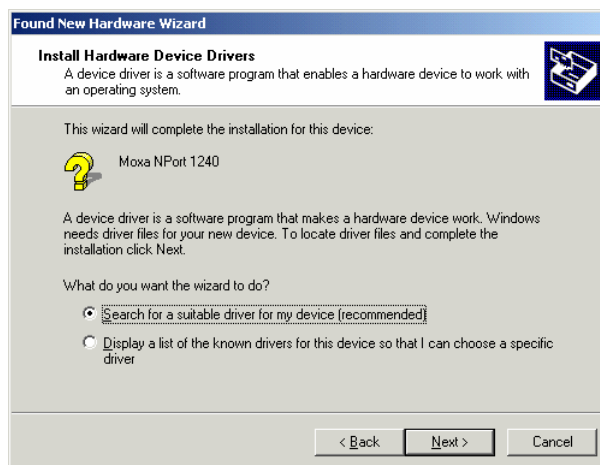 Found New Hardware Wizard
Install Hardware Device Drivers
A device driver is a software program that enables a hardware device to work with
an operating system.
This wizard will complete the installation for this device:
Moxa NPort 1240
A device driver is a software program that makes a hardware device work. Windows
needs driver files for your new device. To locate driver files and complete the
installation click Next.
What do you want the wizard to do?
Search for a suitable driver for my device (recommended)
Display a list of the known drivers for this device so that I can choose a specific
driver
< Back
Next >
Cancel